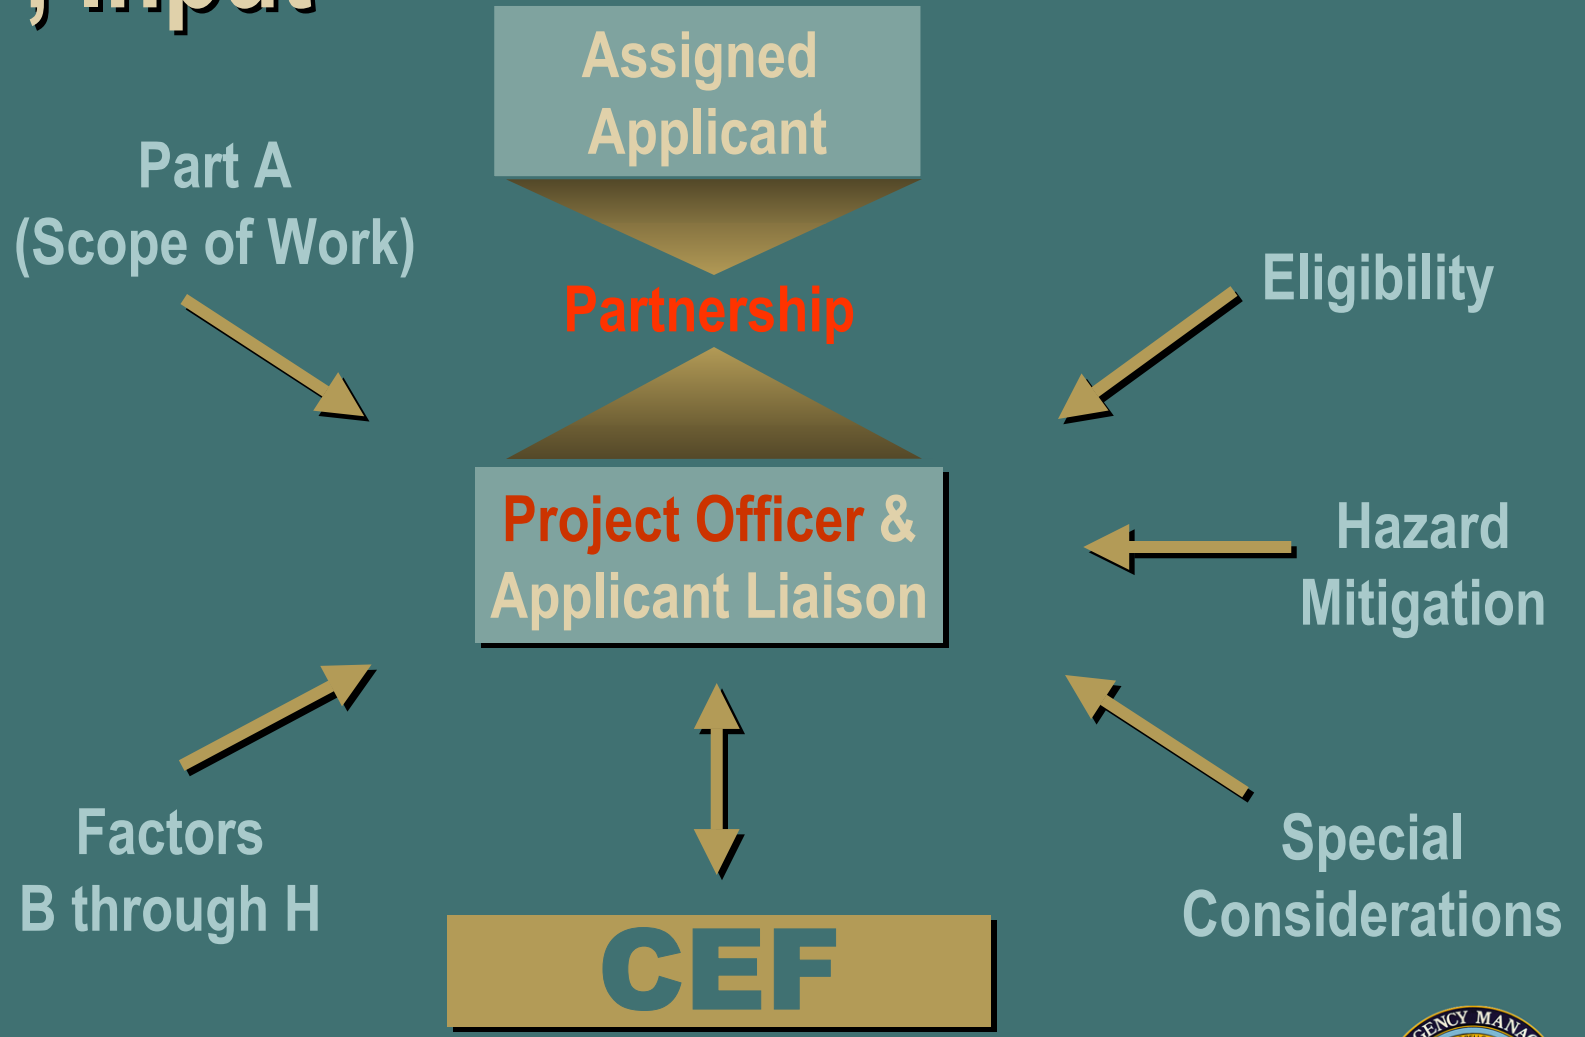 , Input
Assigned
Applicant
Part A
(Scope of Work)
Partnership
Eligibility
Project Officer &
Applicant Liaison
Hazard
Mitigation
Factors
B through H
Special
Considerations
CEF